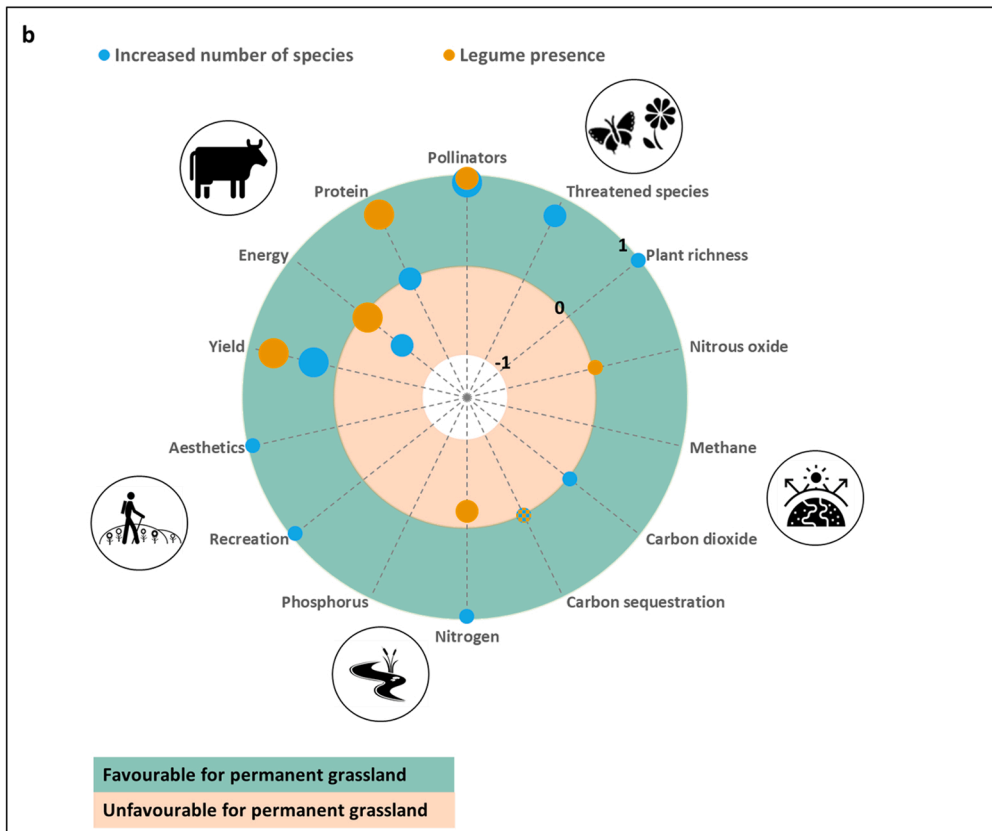 b
Increased number of species
Legume presence
Pollinators
Protein
Threatened species
Energy
1
Plant richness
0
Yield
Nitrous oxide
-1
Aesthetics
Methane
Recreation
Carbon dioxide
Phosphorus
Carbon sequestration
Nitrogen
Favourable for permanent grassland
Unfavourable for permanent grassland